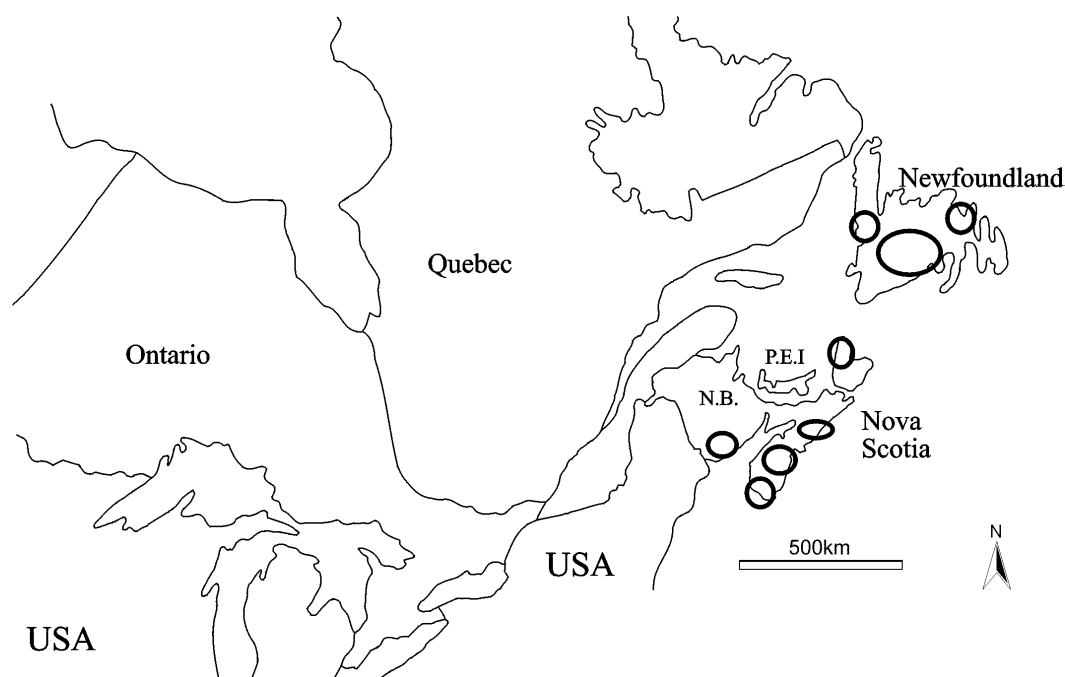 Newfoundland
Quebec
Ontario
P.E.I
N.B.
Nova
Scotia
500km
N
USA
USA